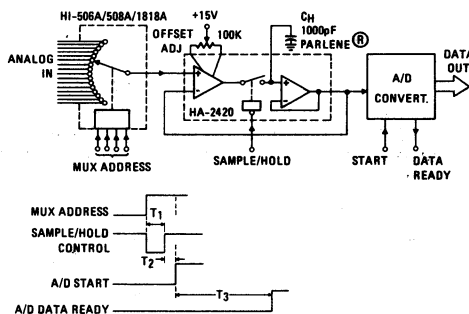 HI-506A/508A/1818A
+15V
OFFSET
ADJ
100K
CH
1000pF
PARLENE ®
ANALOG
IN
HA-2420
A/D
CONVERT.
DATA
OUT
MUX ADDRESS
SAMPLE/HOLD
START
DATA
READY
MUX ADDRESS
T1
SAMPLE/HOLD
CONTROL
T2
A/D START
T3
A/D DATA READY